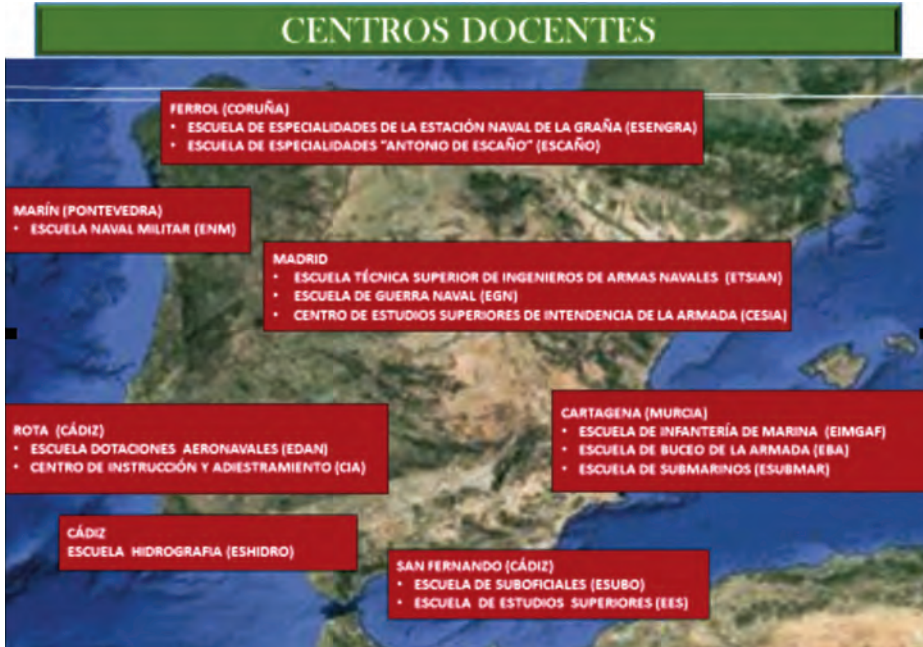 CENTROS DOCENTES
FERROL (CORUÑA)
• ESCUELA DE ESPECIALIDADES DE LA ESTACIÓN NAVAL DE LA GRAÑA (ESENGRA)
• ESCUELA DE ESPECIALIDADES "ANTONIO DE ESCAÑO" (ESCAÑO)
MARÍN (PONTEVEDRA)
• ESCUELA NAVAL MILITAR (ENM)
MADRID
• ESCUELA TÉCNICA SUPERIOR DE INGENIEROS DE ARMAS NAVALES (ETSIAN)
• ESCUELA DE GUERRA NAVAL (EGN)
• CENTRO DE ESTUDIOS SUPERIORES DE INTENDENCIA DE LA ARMADA (CESIA)
ROTA (CÁDIZ)
• ESCUELA DOTACIONES AERONAVALES (EDAN)
• CENTRO DE INSTRUCCIÓN Y ADIESTRAMIENTO (CIA)
CARTAGENA (MURCIA)
• ESCUELA DE INFANTERÍA DE MARINA (EIMGAF)
• ESCUELA DE BUCEO DE LA ARMADA (EBA)
• ESCUELA DE SUBMARINOS (ESUBMAR)
CÁDIZ
ESCUELA HIDROGRAFIA (ESHIDRO)
SAN FERNANDO (CÁDIZ)
• ESCUELA DE SUBOFICIALES (ESUBO)
• ESCUELA DE ESTUDIOS SUPERIORES (EES)